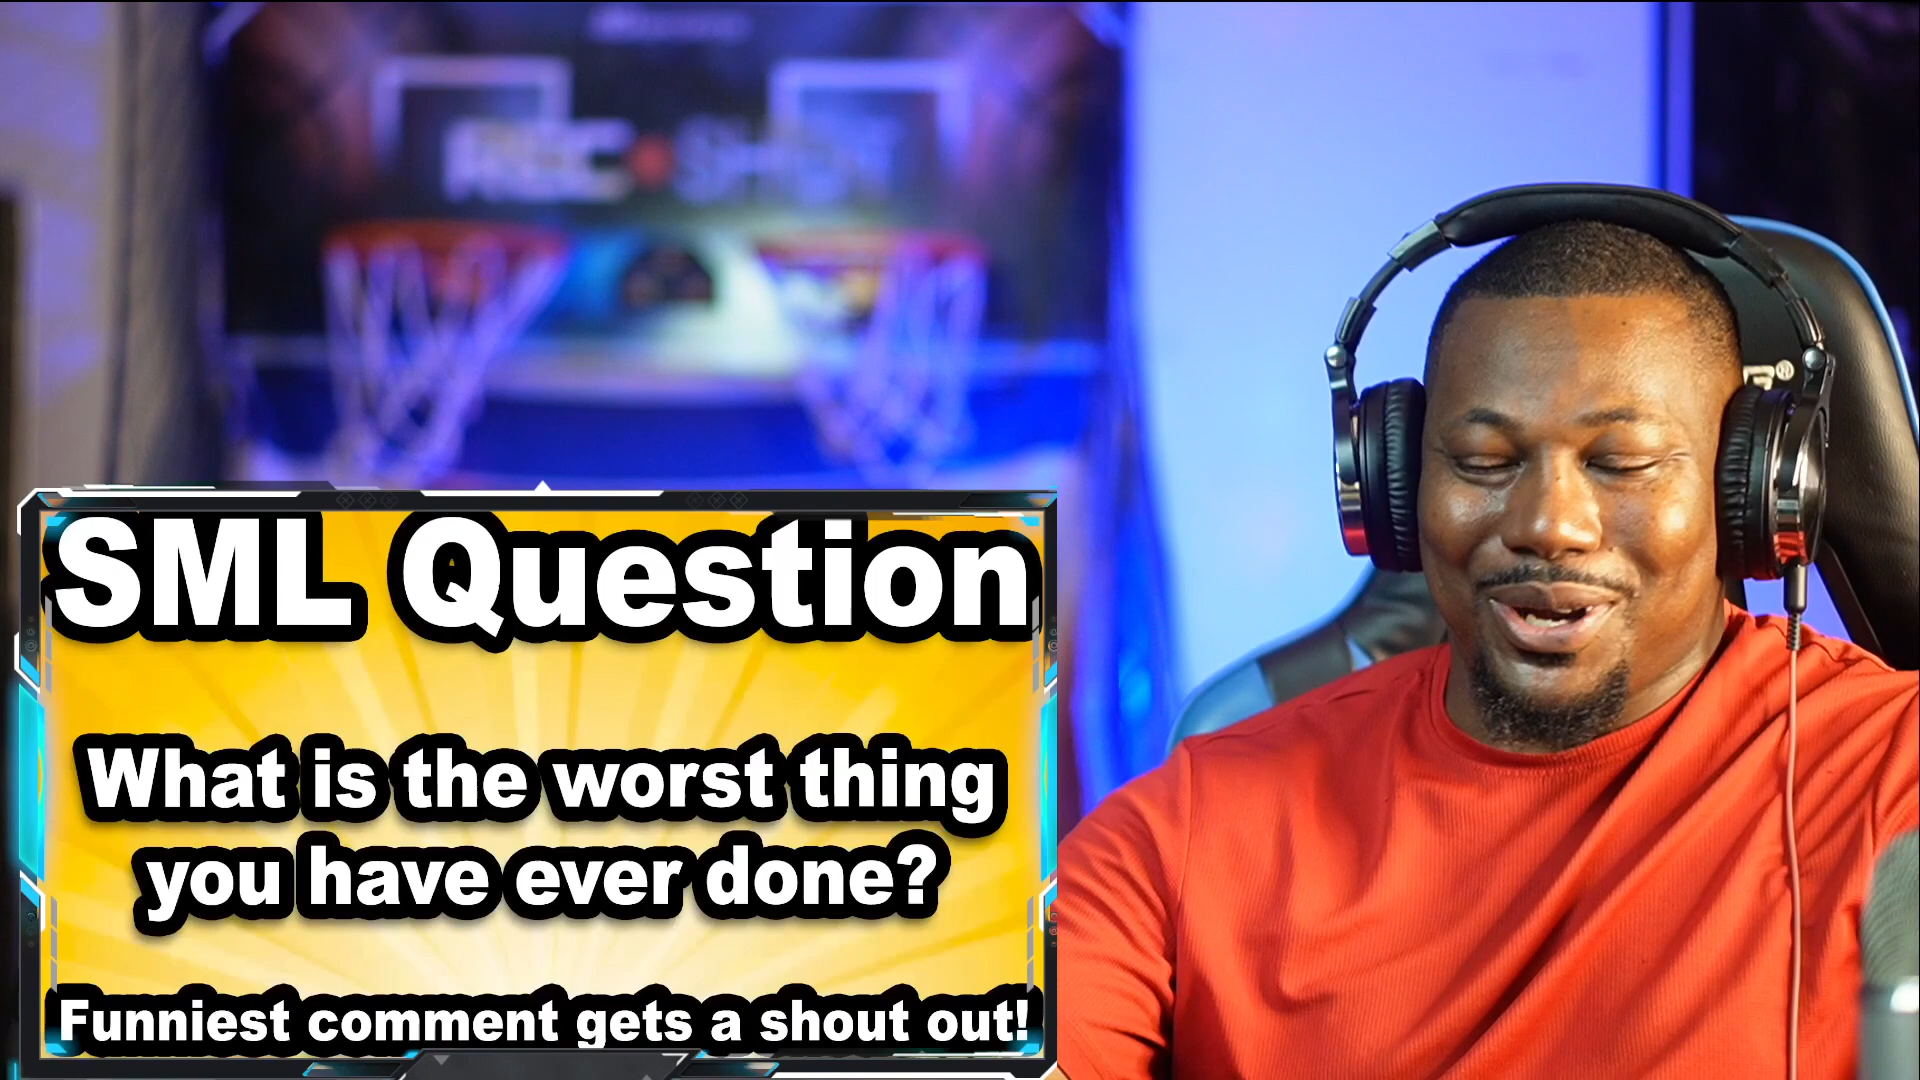 SML Question
What is the worst thing
you have ever done?
Funniest comment gets a shout out!